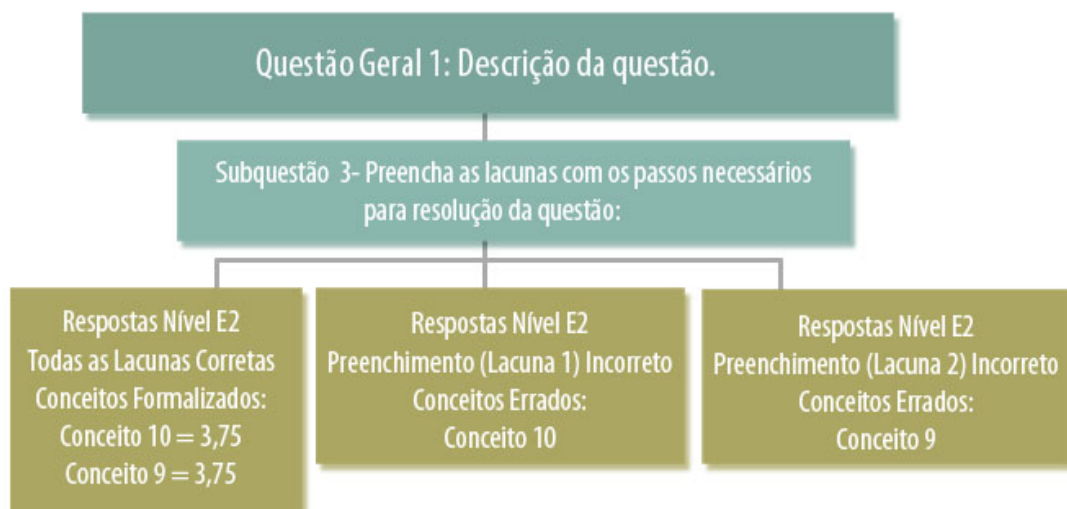 Questão Geral 1: Descrição da questão.
Subquestão 3- Preencha as lacunas com os passos necessários
para resolução da questão:
Respostas Nível E2
Todas as Lacunas Corretas
Conceitos Formalizados:
Conceito 10 = 3,75
Conceito 9 = 3,75
Respostas Nível E2
Preenchimento (Lacuna 1) Incorreto
Conceitos Errados:
Conceito 10
Respostas Nível E2
Preenchimento (Lacuna 2) Incorreto
Conceitos Errados:
Conceito 9